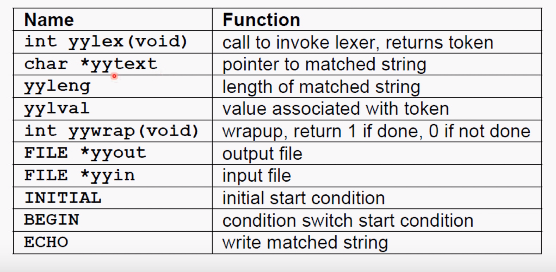 Name Function
int yylex(void) call to invoke lexer, returns token
char *yytext pointer to matched string
yyleng length of matched string
yylval value associated with token
int yywrap(void) wrapup, return 1 if done, 0 if not done
FILE *yyout output file
FILE *yyin input file
INITIAL initial start condition
BEGIN condition switch start condition
ECHO write matched string